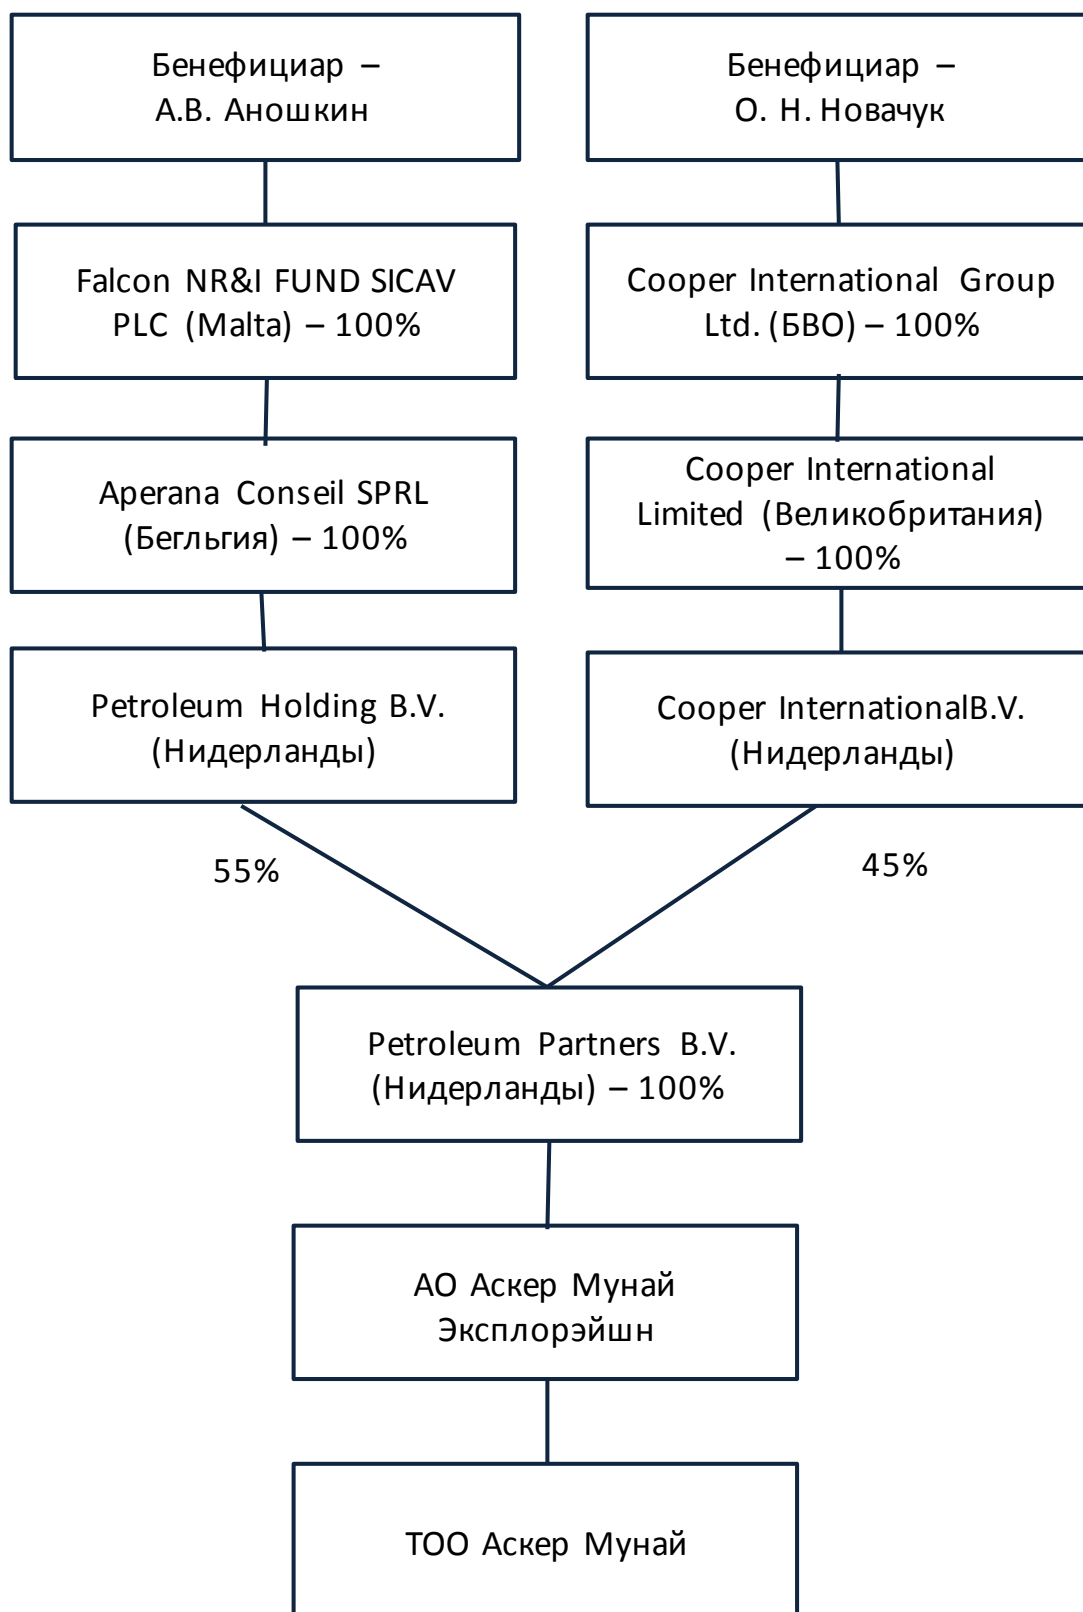 Бенефициар –
А.В. Аношкин
Бенефициар –
О. Н. Новачук
Falcon NR&I FUND SICAV
PLC (Malta) – 100%
Cooper International Group
Ltd. (БВО) – 100%
Aperana Conseil SPRL
(Бегльгия) – 100%
Cooper International
Limited (Великобритания)
– 100%
Petroleum Holding B.V.
(Нидерланды)
Cooper InternationalB.V.
(Нидерланды)
55%
45%
Petroleum Partners B.V.
(Нидерланды) – 100%
АО Аскер Мунай
Эксплорэйшн
ТОО Аскер Мунай